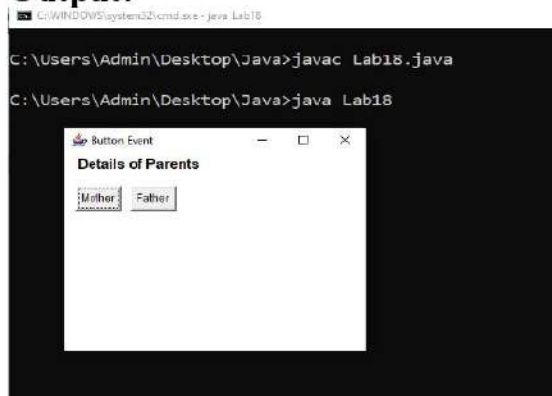 Output:
C:\WINDOWS\system32\cmd.exe - java Lab18
C:\Users\Admin\Desktop\Java>javac Lab18.java
C:\Users\Admin\Desktop\Java>java Lab18
Button Event
Details of Parents
Mother Father